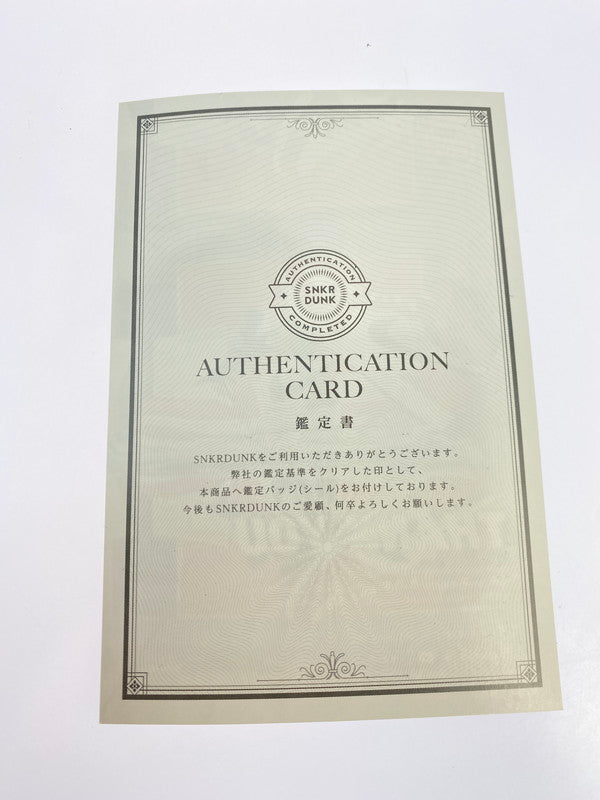 AUTHENTICATION
SNKR
DUNK
COMPLETED
AUTHENTICATION
CARD
鑑定書
SNKRDUNKをご利用いただきありがとうございます。
弊社の鑑定基準をクリアした印として、
本商品へ鑑定バッジ(シール)をお付けしております。
今後もSNKRDUNKのご愛顧、何卒よろしくお願いします。